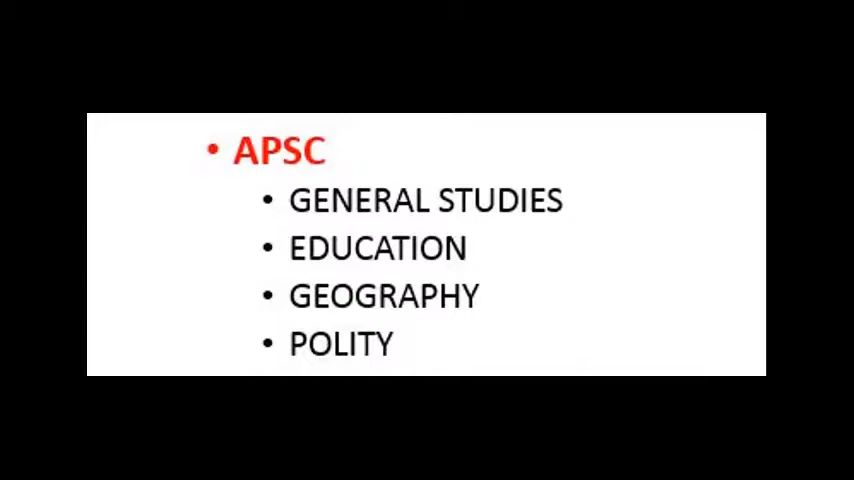 • APSC
• GENERAL STUDIES
• EDUCATION
• GEOGRAPHY
• POLITY